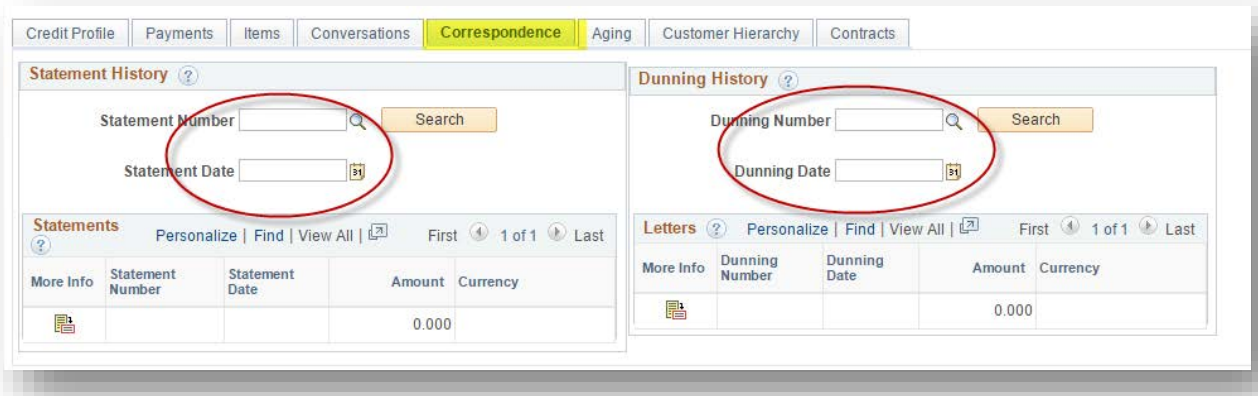 Credit Profile Payments Items Conversations Correspondence Aging Customer Hierarchy Contracts
Statement History ?
Statement Number Search
Statement Date 31
Statements ? Personalize | Find | View All | First 1 of 1 Last
More Info Statement Number Statement Date Amount Currency
0.000
Dunning History ?
Dunning Number Search
Dunning Date 31
Letters ? Personalize | Find | View All | First 1 of 1 Last
More Info Dunning Number Dunning Date Amount Currency
0.000